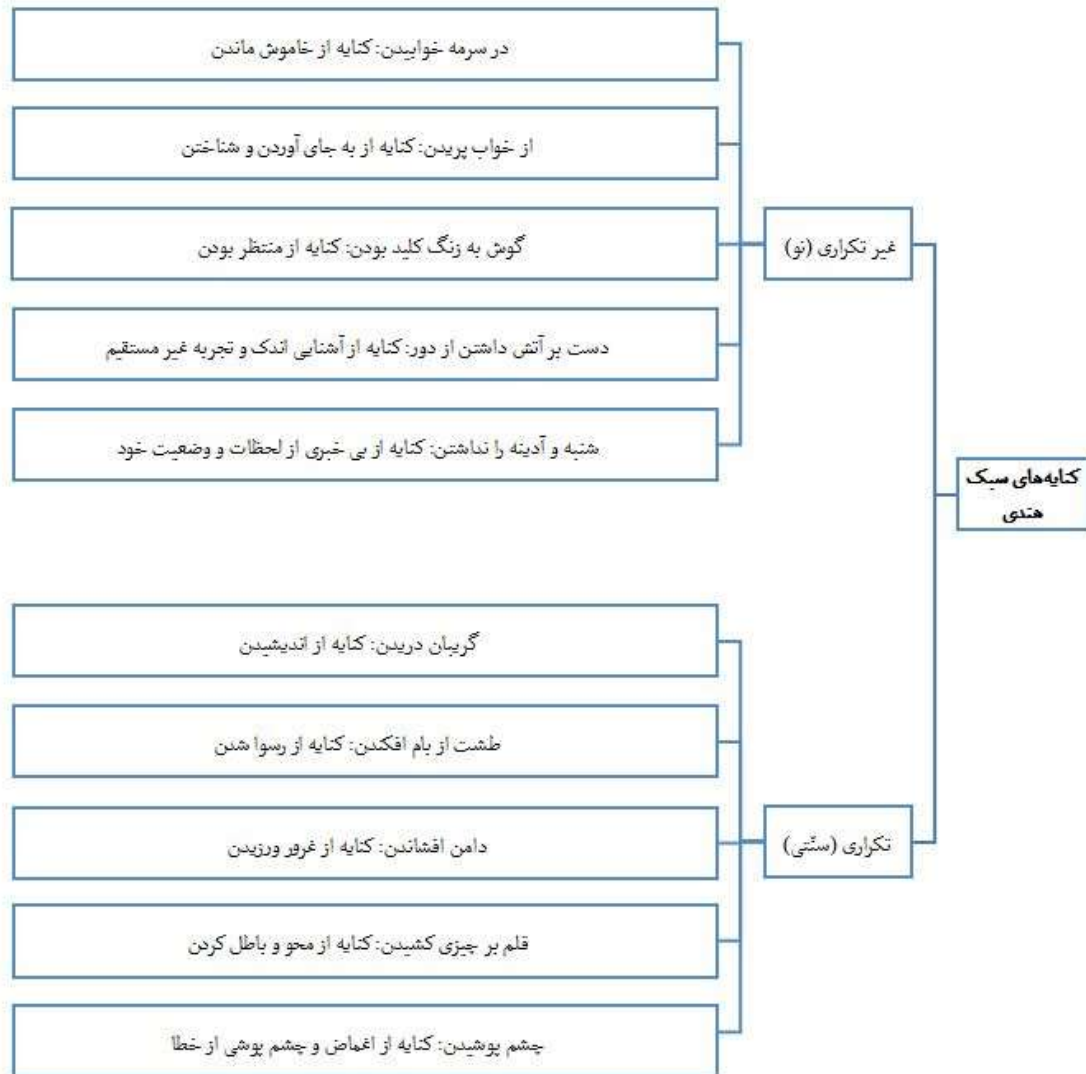 کنایه‌های سبک
هندی
غیر تکراری (نو)
در سرمه خوابیدن: کنایه از خاموش ماندن
از خواب پریدن: کنایه از به جای آوردن و شناختن
گوش به زنگ کلید بودن: کنایه از منتظر بودن
دست بر آتش داشتن از دور: کنایه از آشنایی اندک و تجربه غیر مستقیم
شنبه و آدینه را نداشتن: کنایه از بی خبری از لحظات و وضعیت خود
تکراری (سنّتی)
گریبان دریدن: کنایه از اندیشیدن
طشت از بام افکندن: کنایه از رسوا شدن
دامن افشاندن: کنایه از غرور ورزیدن
قلم بر چیزی کشیدن: کنایه از محو و باطل کردن
چشم پوشیدن: کنایه از اغماض و چشم پوشی از خطا